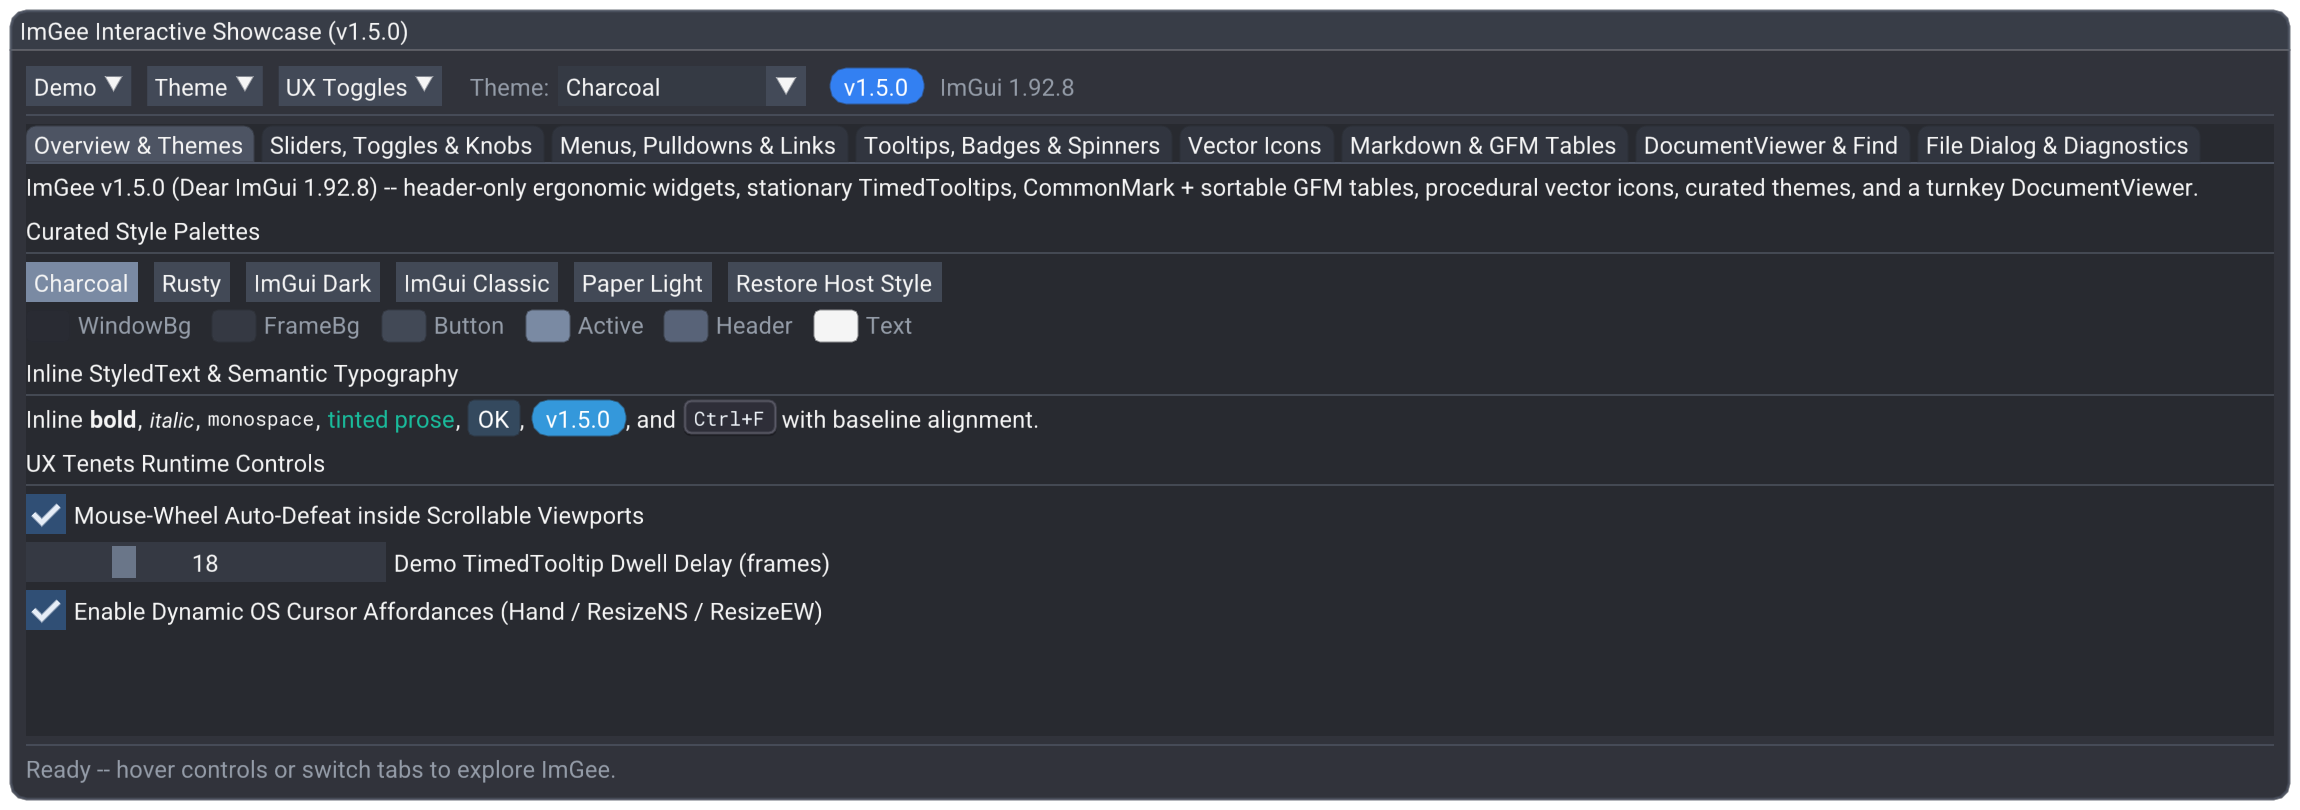 ImGee Interactive Showcase (v1.5.0)
Demo Theme UX Toggles Theme: Charcoal v1.5.0 ImGui 1.92.8
Overview & Themes Sliders, Toggles & Knobs Menus, Pulldowns & Links Tooltips, Badges & Spinners Vector Icons Markdown & GFM Tables DocumentViewer & Find File Dialog & Diagnostics
ImGee v1.5.0 (Dear ImGui 1.92.8) -- header-only ergonomic widgets, stationary TimedTooltips, CommonMark + sortable GFM tables, procedural vector icons, curated themes, and a turnkey DocumentViewer.
Curated Style Palettes
Charcoal Rusty ImGui Dark ImGui Classic Paper Light Restore Host Style
WindowBg FrameBg Button Active Header Text
Inline StyledText & Semantic Typography
Inline bold, italic, monospace, tinted prose, OK, v1.5.0, and Ctrl+F with baseline alignment.
UX Tenets Runtime Controls
Mouse-Wheel Auto-Defeat inside Scrollable Viewports
18 Demo TimedTooltip Dwell Delay (frames)
Enable Dynamic OS Cursor Affordances (Hand / ResizeNS / ResizeEW)
Ready -- hover controls or switch tabs to explore ImGee.